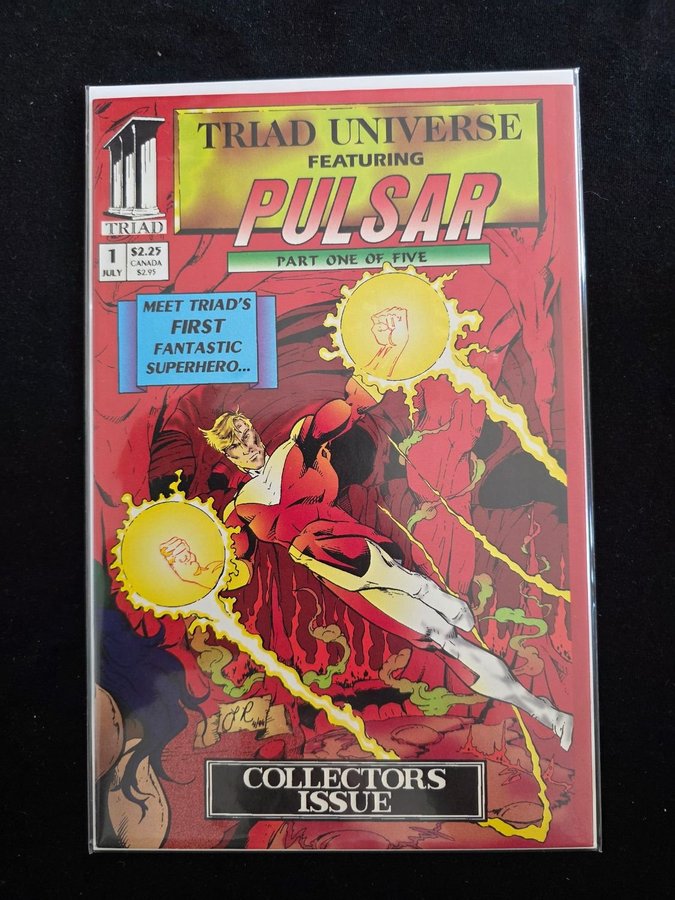 TRIAD UNIVERSE
FEATURING
PULSAR
PART ONE OF FIVE
TRIAD
1
JULY
$2.25
CANADA
$2.95
MEET TRIAD'S
FIRST
FANTASTIC
SUPERHERO...
JR
COLLECTORS
ISSUE